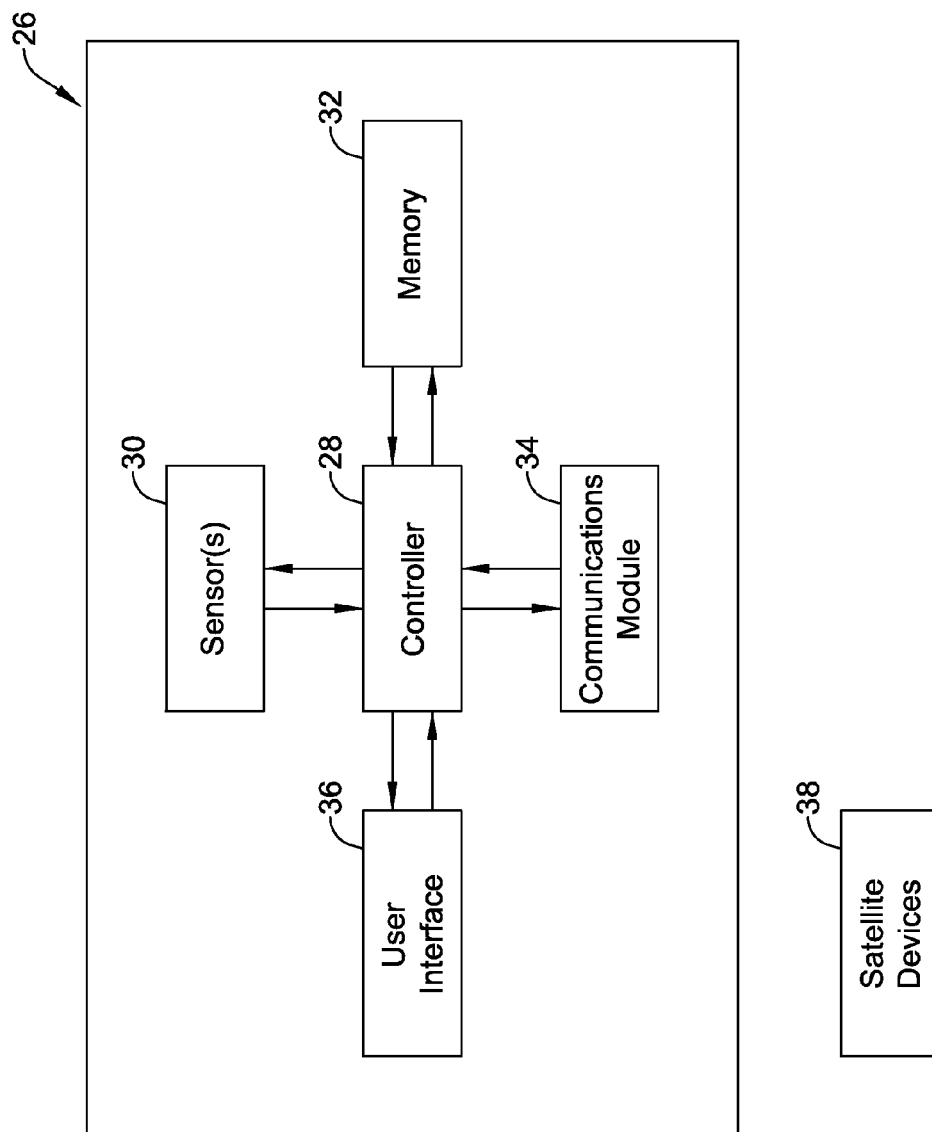 26
30
Sensor(s)
36
User
Interface
28
Controller
32
Memory
34
Communications
Module
38
Satellite
Devices